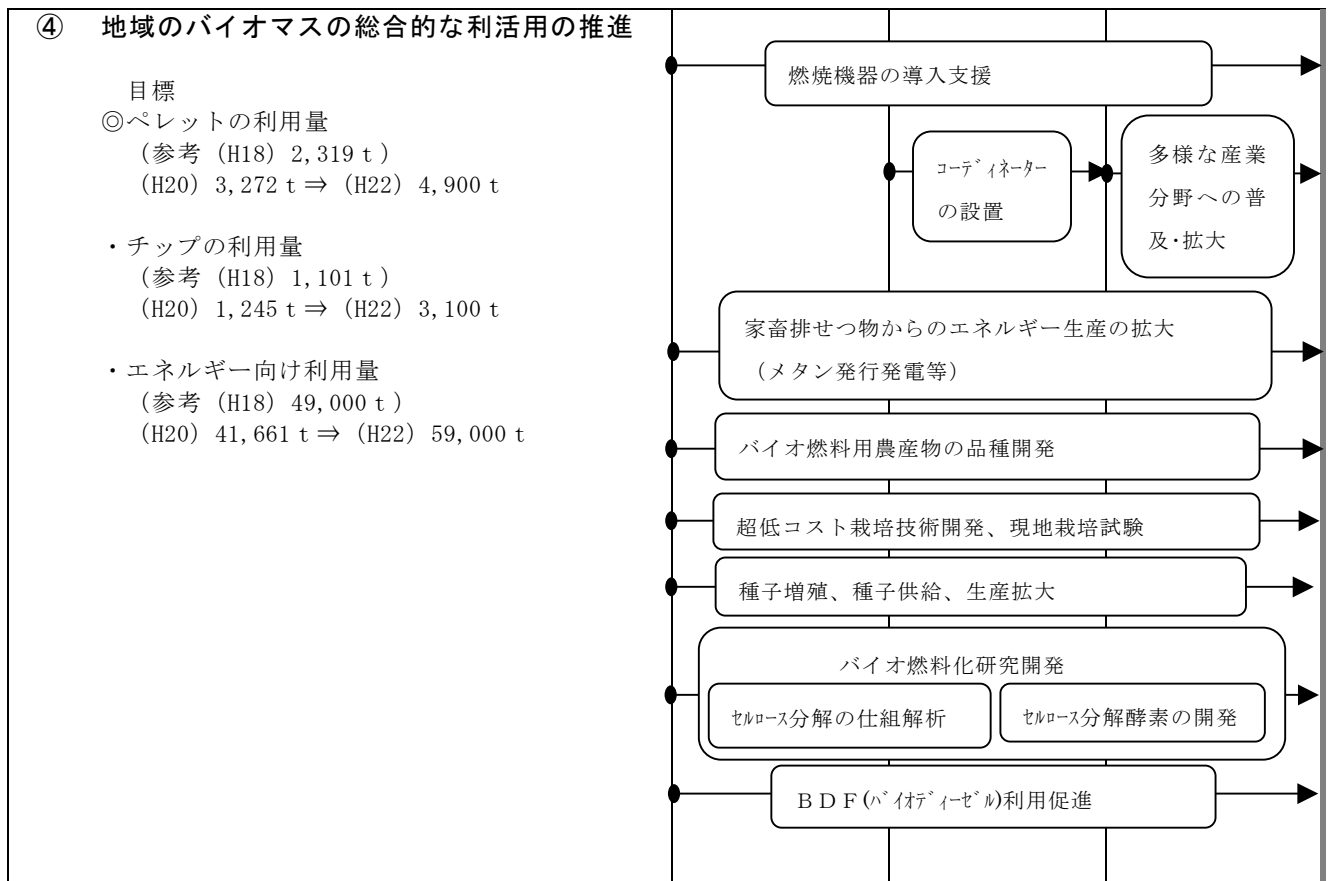 ④ 地域のバイオマスの総合的な利活用の推進
目標
◎ペレットの利用量
(参考 (H18) 2,319ｔ)
(H20) 3,272ｔ⇒ (H22) 4,900ｔ
・チップの利用量
(参考 (H18) 1,101ｔ)
(H20) 1,245ｔ⇒ (H22) 3,100ｔ
・エネルギー向け利用量
(参考 (H18) 49,000ｔ)
(H20) 41,661ｔ⇒ (H22) 59,000ｔ
燃焼機器の導入支援
ｺｰﾃﾞｨﾈｰﾀｰ
の設置
多様な産業
分野への普
及･拡大
家畜排せつ物からのエネルギー生産の拡大
（メタン発行発電等）
バイオ燃料用農産物の品種開発
超低コスト栽培技術開発、現地栽培試験
種子増殖、種子供給、生産拡大
バイオ燃料化研究開発
ｾﾙﾛｰｽ分解の仕組解析
ｾﾙﾛｰｽ分解酵素の開発
ＢＤＦ(ﾊﾞｲｵﾃﾞｨｰｾﾞﾙ)利用促進